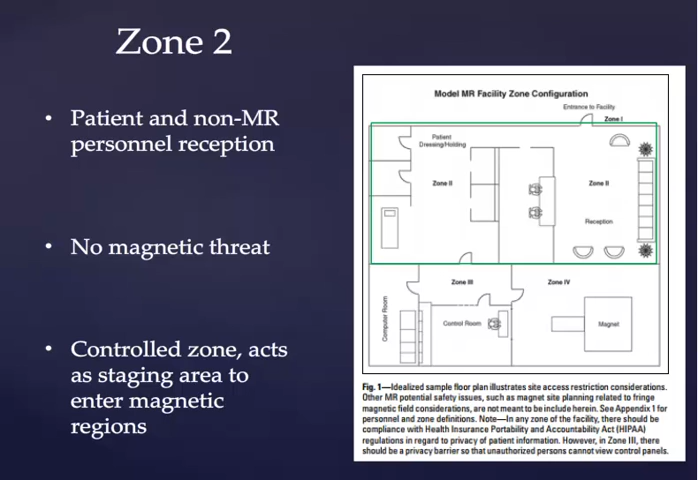 Zone 2
• Patient and non-MR
personnel reception
• No magnetic threat
• Controlled zone, acts
as staging area to
enter magnetic
regions
Model MR Facility Zone Configuration
Entrance to Facility
Zone I
Patient
Dressing/Holding
Zone II
Zone II
Reception
Zone III
Zone IV
Computer Room
Control Room
Magnet
Fig. 1—Idealized sample floor plan illustrates site access restriction considerations.
Other MR potential safety issues, such as magnet site planning related to fringe
magnetic field considerations, are not meant to be include herein. See Appendix 1 for
personnel and zone definitions. Note—In any zone of the facility, there should be
compliance with Health Insurance Portability and Accountability Act (HIPAA)
regulations in regard to privacy of patient information. However, in Zone III, there
should be a privacy barrier so that unauthorized persons cannot view control panels.